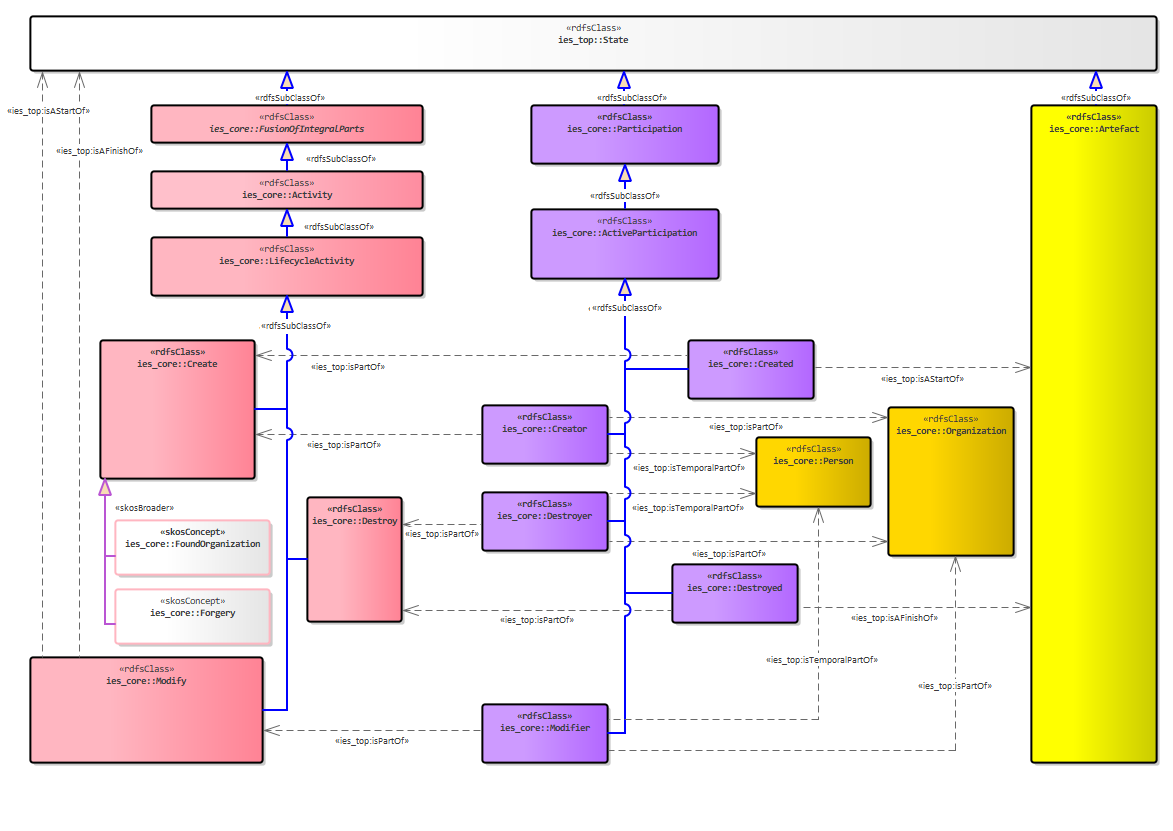 «rdfsClass»
ies_top::State
«rdfsSubClassOf»
«rdfsSubClassOf»
«rdfsSubClassOf»
«ies_top:isAStartOf»
«rdfsClass»
ies_core::FusionOfIntegralParts
«rdfsClass»
ies_core::Participation
«rdfsClass»
ies_core::Artefact
«ies_top:isAFinishOf»
«rdfsSubClassOf»
«rdfsClass»
ies_core::Activity
«rdfsSubClassOf»
«rdfsClass»
ies_core::ActiveParticipation
«rdfsSubClassOf»
«rdfsClass»
ies_core::LifecycleActivity
«rdfsSubClassOf»
«rdfsSubClassOf»
«rdfsClass»
ies_core::Create
«ies_top:isPartOf»
«rdfsClass»
ies_core::Created
«ies_top:isAStartOf»
«rdfsClass»
ies_core::Creator
«ies_top:isPartOf»
«rdfsClass»
ies_core::Organization
«ies_top:isPartOf»
«rdfsClass»
ies_core::Person
«ies_top:isTemporalPartOf»
«skosBroader»
«rdfsClass»
ies_core::Destroy
«rdfsClass»
ies_core::Destroyer
«ies_top:isTemporalPartOf»
«skosConcept»
ies_core::FoundOrganization
«ies_top:isPartOf»
«ies_top:isPartOf»
«rdfsClass»
ies_core::Destroyed
«skosConcept»
ies_core::Forgery
«ies_top:isPartOf»
«ies_top:isAFinishOf»
«rdfsClass»
ies_core::Modify
«ies_top:isTemporalPartOf»
«ies_top:isPartOf»
«rdfsClass»
ies_core::Modifier
«ies_top:isPartOf»